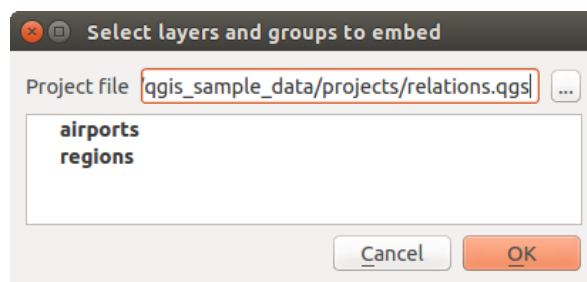 Select layers and groups to embed
Project file /qgis_sample_data/projects/relations.qgs ...
airports
regions
Cancel OK